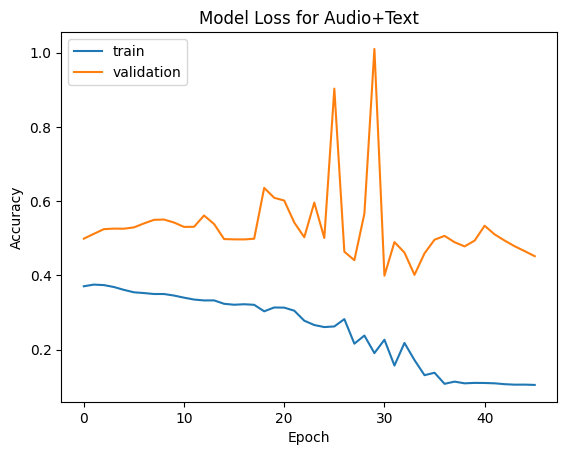 Model Loss for Audio+Text
train
validation
1.0
0.8
0.6
0.4
0.2
Accuracy
0 10 20 30 40
Epoch